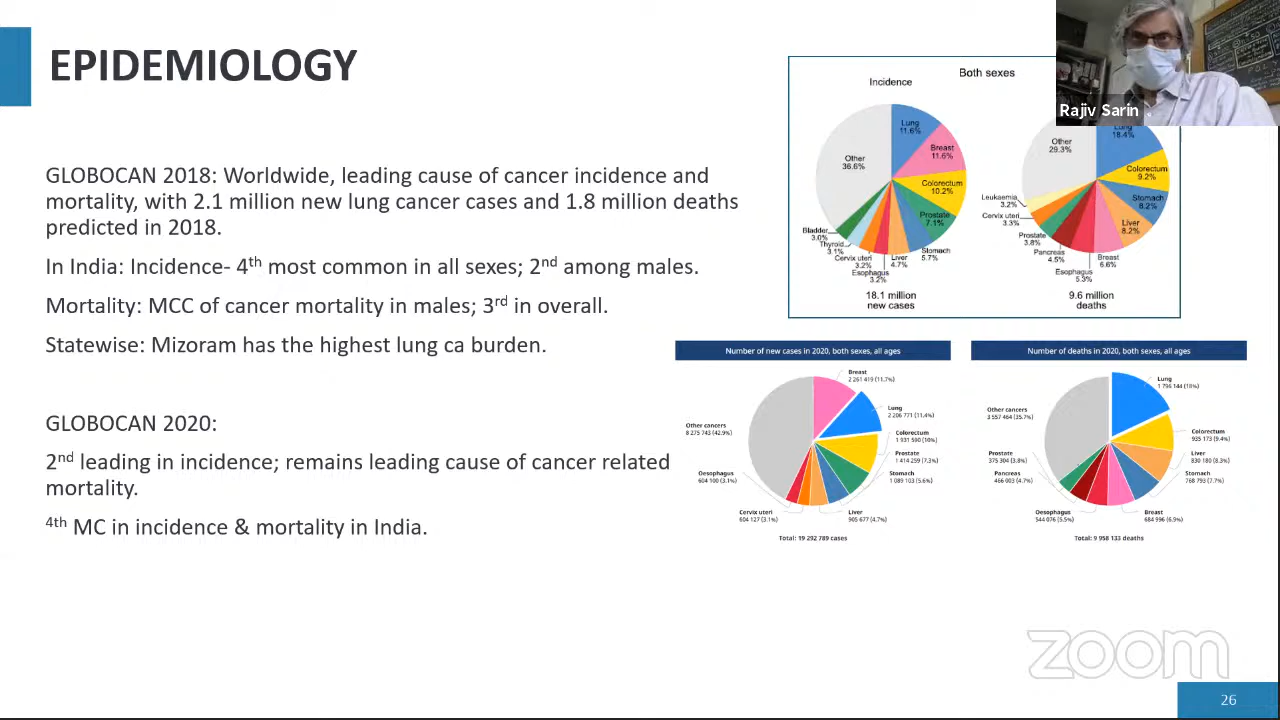 EPIDEMIOLOGY
GLOBOCAN 2018: Worldwide, leading cause of cancer incidence and
mortality, with 2.1 million new lung cancer cases and 1.8 million deaths
predicted in 2018.
In India: Incidence- 4th most common in all sexes; 2nd among males.
Mortality: MCC of cancer mortality in males; 3rd in overall.
Statewise: Mizoram has the highest lung ca burden.
GLOBOCAN 2020:
2nd leading in incidence; remains leading cause of cancer related
mortality.
4th MC in incidence & mortality in India.
Both sexes
Incidence
Lung
11.6%
Breast
11.6%
Colorectum
10.2%
Prostate
7.1%
Stomach
5.7%
Liver
4.7%
Esophagus
3.2%
Cervix uteri
3.2%
Thyroid
3.1%
Bladder
3.0%
Other
36.6%
18.1 million
new cases
Lung
18.4%
Colorectum
9.2%
Stomach
8.2%
Liver
8.2%
Breast
6.6%
Esophagus
5.3%
Pancreas
4.5%
Prostate
3.8%
Cervix uteri
3.3%
Leukaemia
3.2%
Other
29.3%
9.6 million
deaths
Rajiv Sarin
Number of new cases in 2020, both sexes, all ages
Breast
2 261 419 (11.7%)
Lung
2 206 771 (11.4%)
Colorectum
1 931 590 (10%)
Prostate
1 414 259 (7.3%)
Stomach
1 089 103 (5.6%)
Liver
905 677 (4.7%)
Cervix uteri
604 127 (3.1%)
Oesophagus
604 100 (3.1%)
Other cancers
8 275 743 (42.9%)
Total: 19 292 789 cases
Number of deaths in 2020, both sexes, all ages
Lung
1 796 144 (18%)
Colorectum
935 173 (9.4%)
Liver
830 180 (8.3%)
Stomach
768 793 (7.7%)
Breast
684 996 (6.9%)
Oesophagus
544 076 (5.5%)
Pancreas
466 003 (4.7%)
Prostate
375 304 (3.8%)
Other cancers
3 557 464 (35.7%)
Total: 9 958 133 deaths
zoom
26